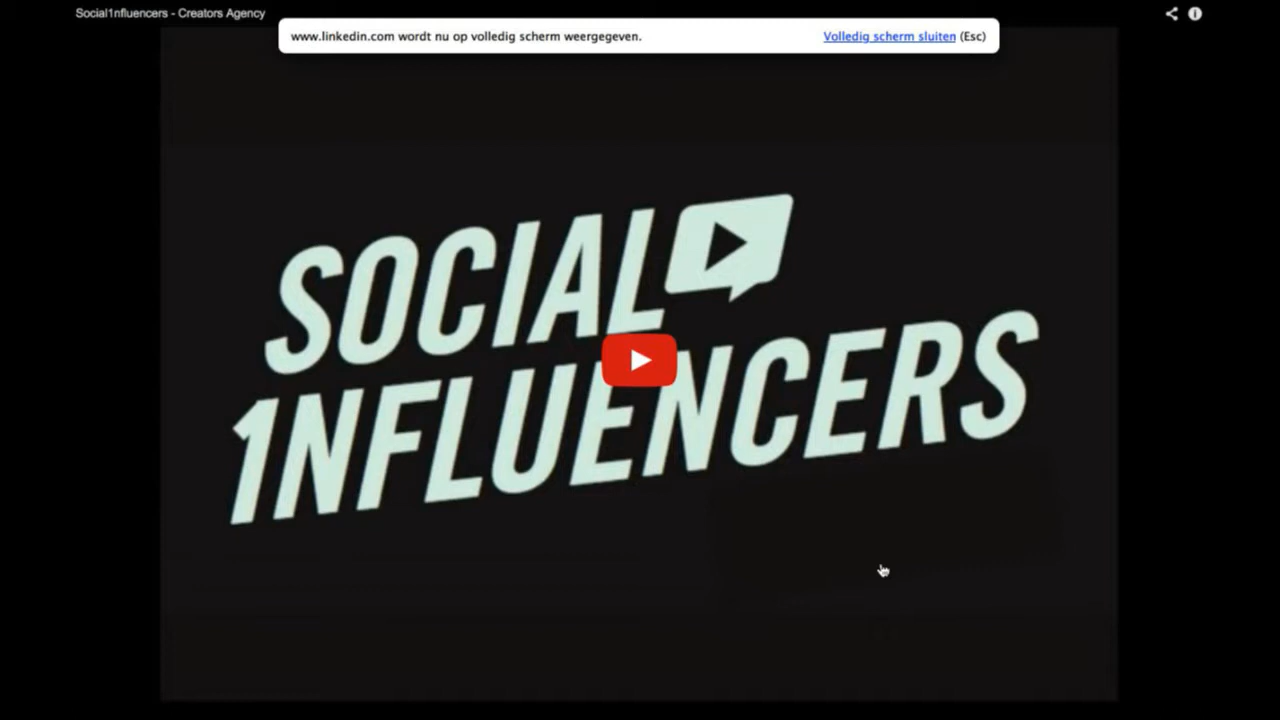 Social1nfluencers - Creators Agency
www.linkedin.com wordt nu op volledig scherm weergegeven.
Volledig scherm sluiten (Esc)
SOCIAL
1NFLUENCERS